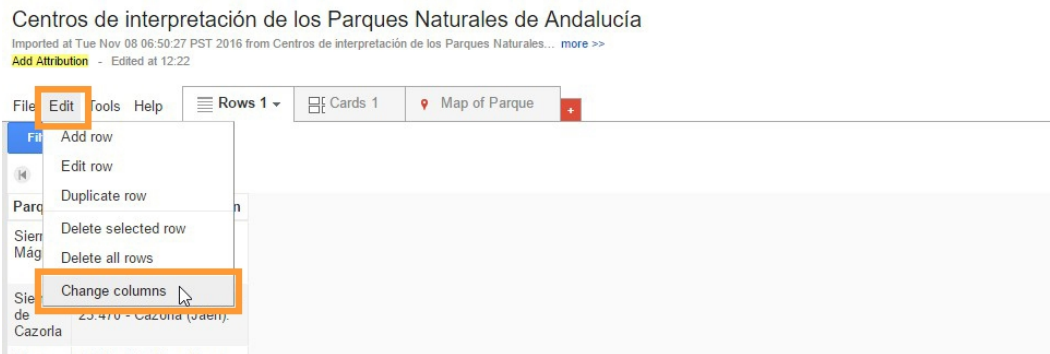 Centros de interpretación de los Parques Naturales de Andalucía
Imported at Tue Nov 08 06:50:27 PST 2016 from Centros de interpretación de los Parques Naturales... more >>
Add Attribution - Edited at 12:22
File Edit Tools Help Rows 1 Cards 1 Map of Parque +
Add row
Edit row
Duplicate row
Delete selected row
Delete all rows
Change columns
de 23.470 - Cazorla (Jaén).
Cazorla